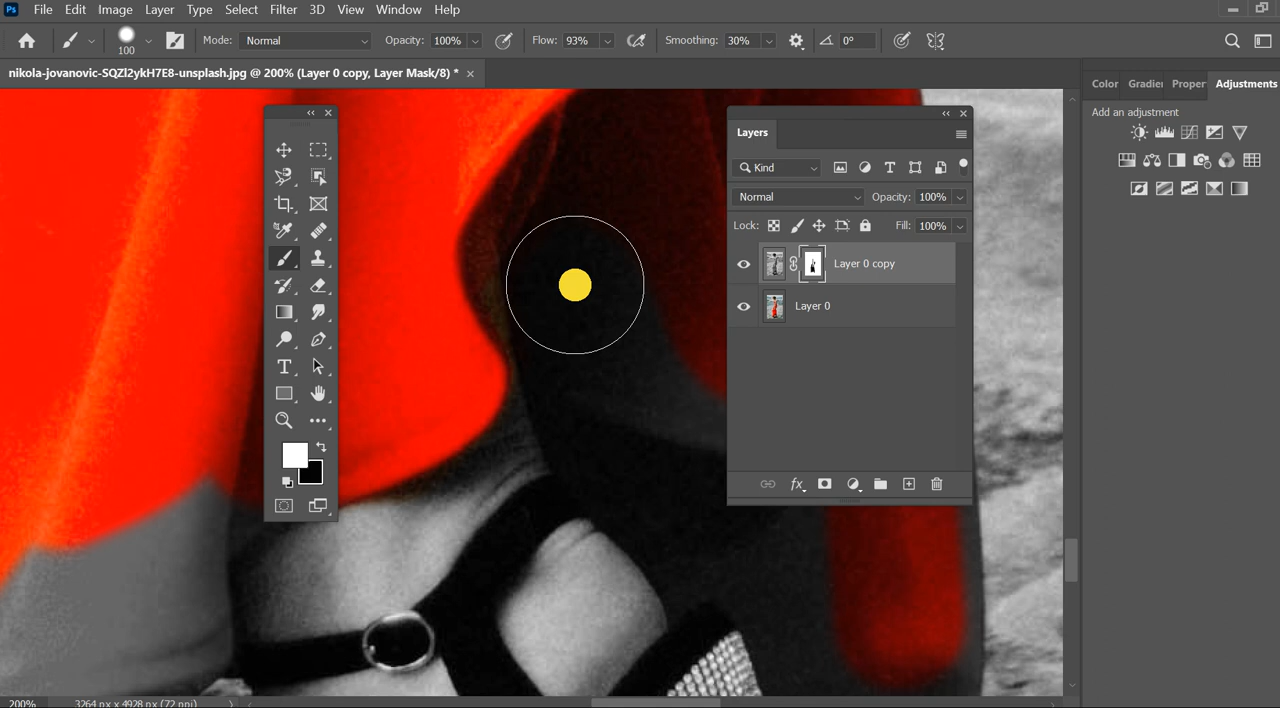 Ps File Edit Image Layer Type Select Filter 3D View Window Help
100 Mode: Normal Opacity: 100% Flow: 93% Smoothing: 30% 0°
nikola-jovanovic-SQZl2ykH7E8-unsplash.jpg @ 200% (Layer 0 copy, Layer Mask/8) *
Color Gradie Proper Adjustments
Add an adjustment
Layers
Kind
Normal Opacity: 100%
Lock: Fill: 100%
Layer 0 copy
Layer 0
fx
200% 3264 px x 4928 px (72 ppi)